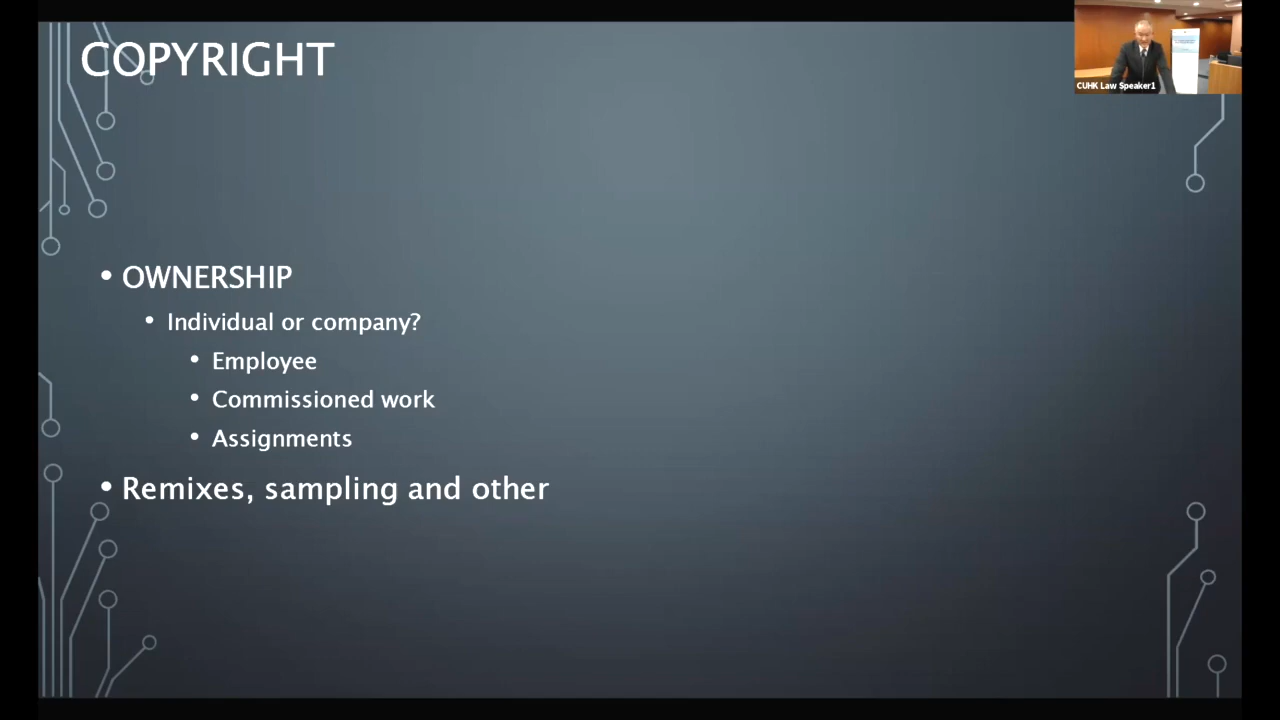 COPYRIGHT
CUHK Law Speaker1
• OWNERSHIP
• Individual or company?
• Employee
• Commissioned work
• Assignments
• Remixes, sampling and other